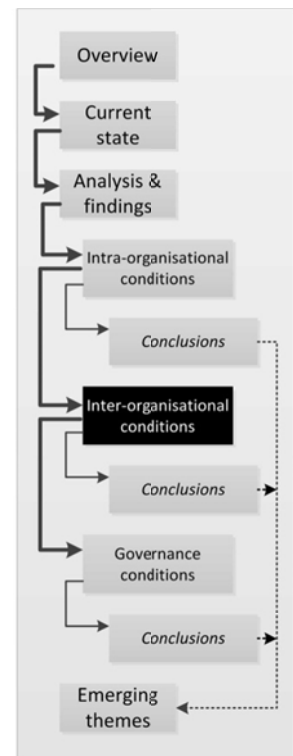 Overview
Current
state
Analysis &
findings
Intra-organisational
conditions
Conclusions
Inter-organisational
conditions
Conclusions
Governance
conditions
Conclusions
Emerging
themes